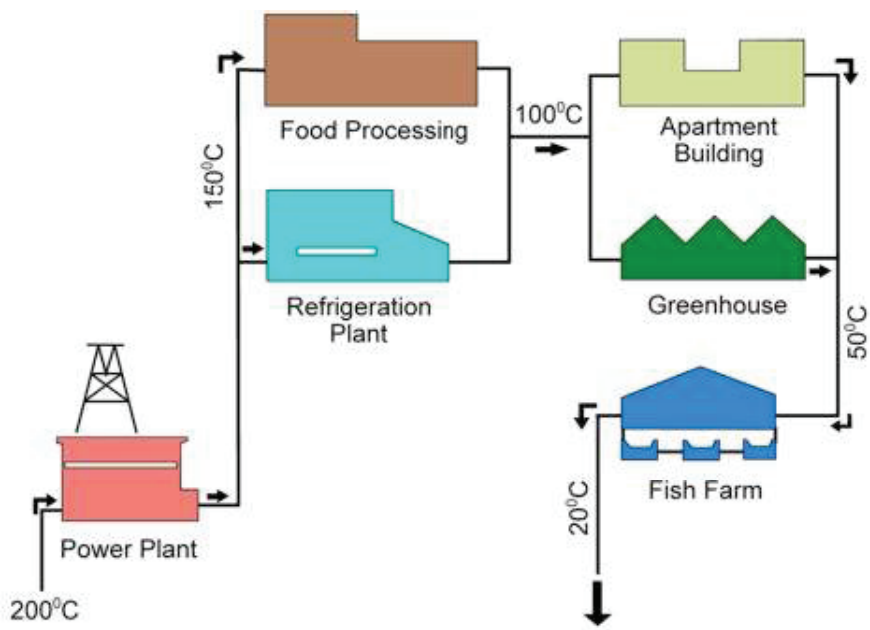 Food Processing
Apartment
Building
100⁰C
150⁰C
Refrigeration
Plant
Greenhouse
50⁰C
Fish Farm
20⁰C
Power Plant
200⁰C